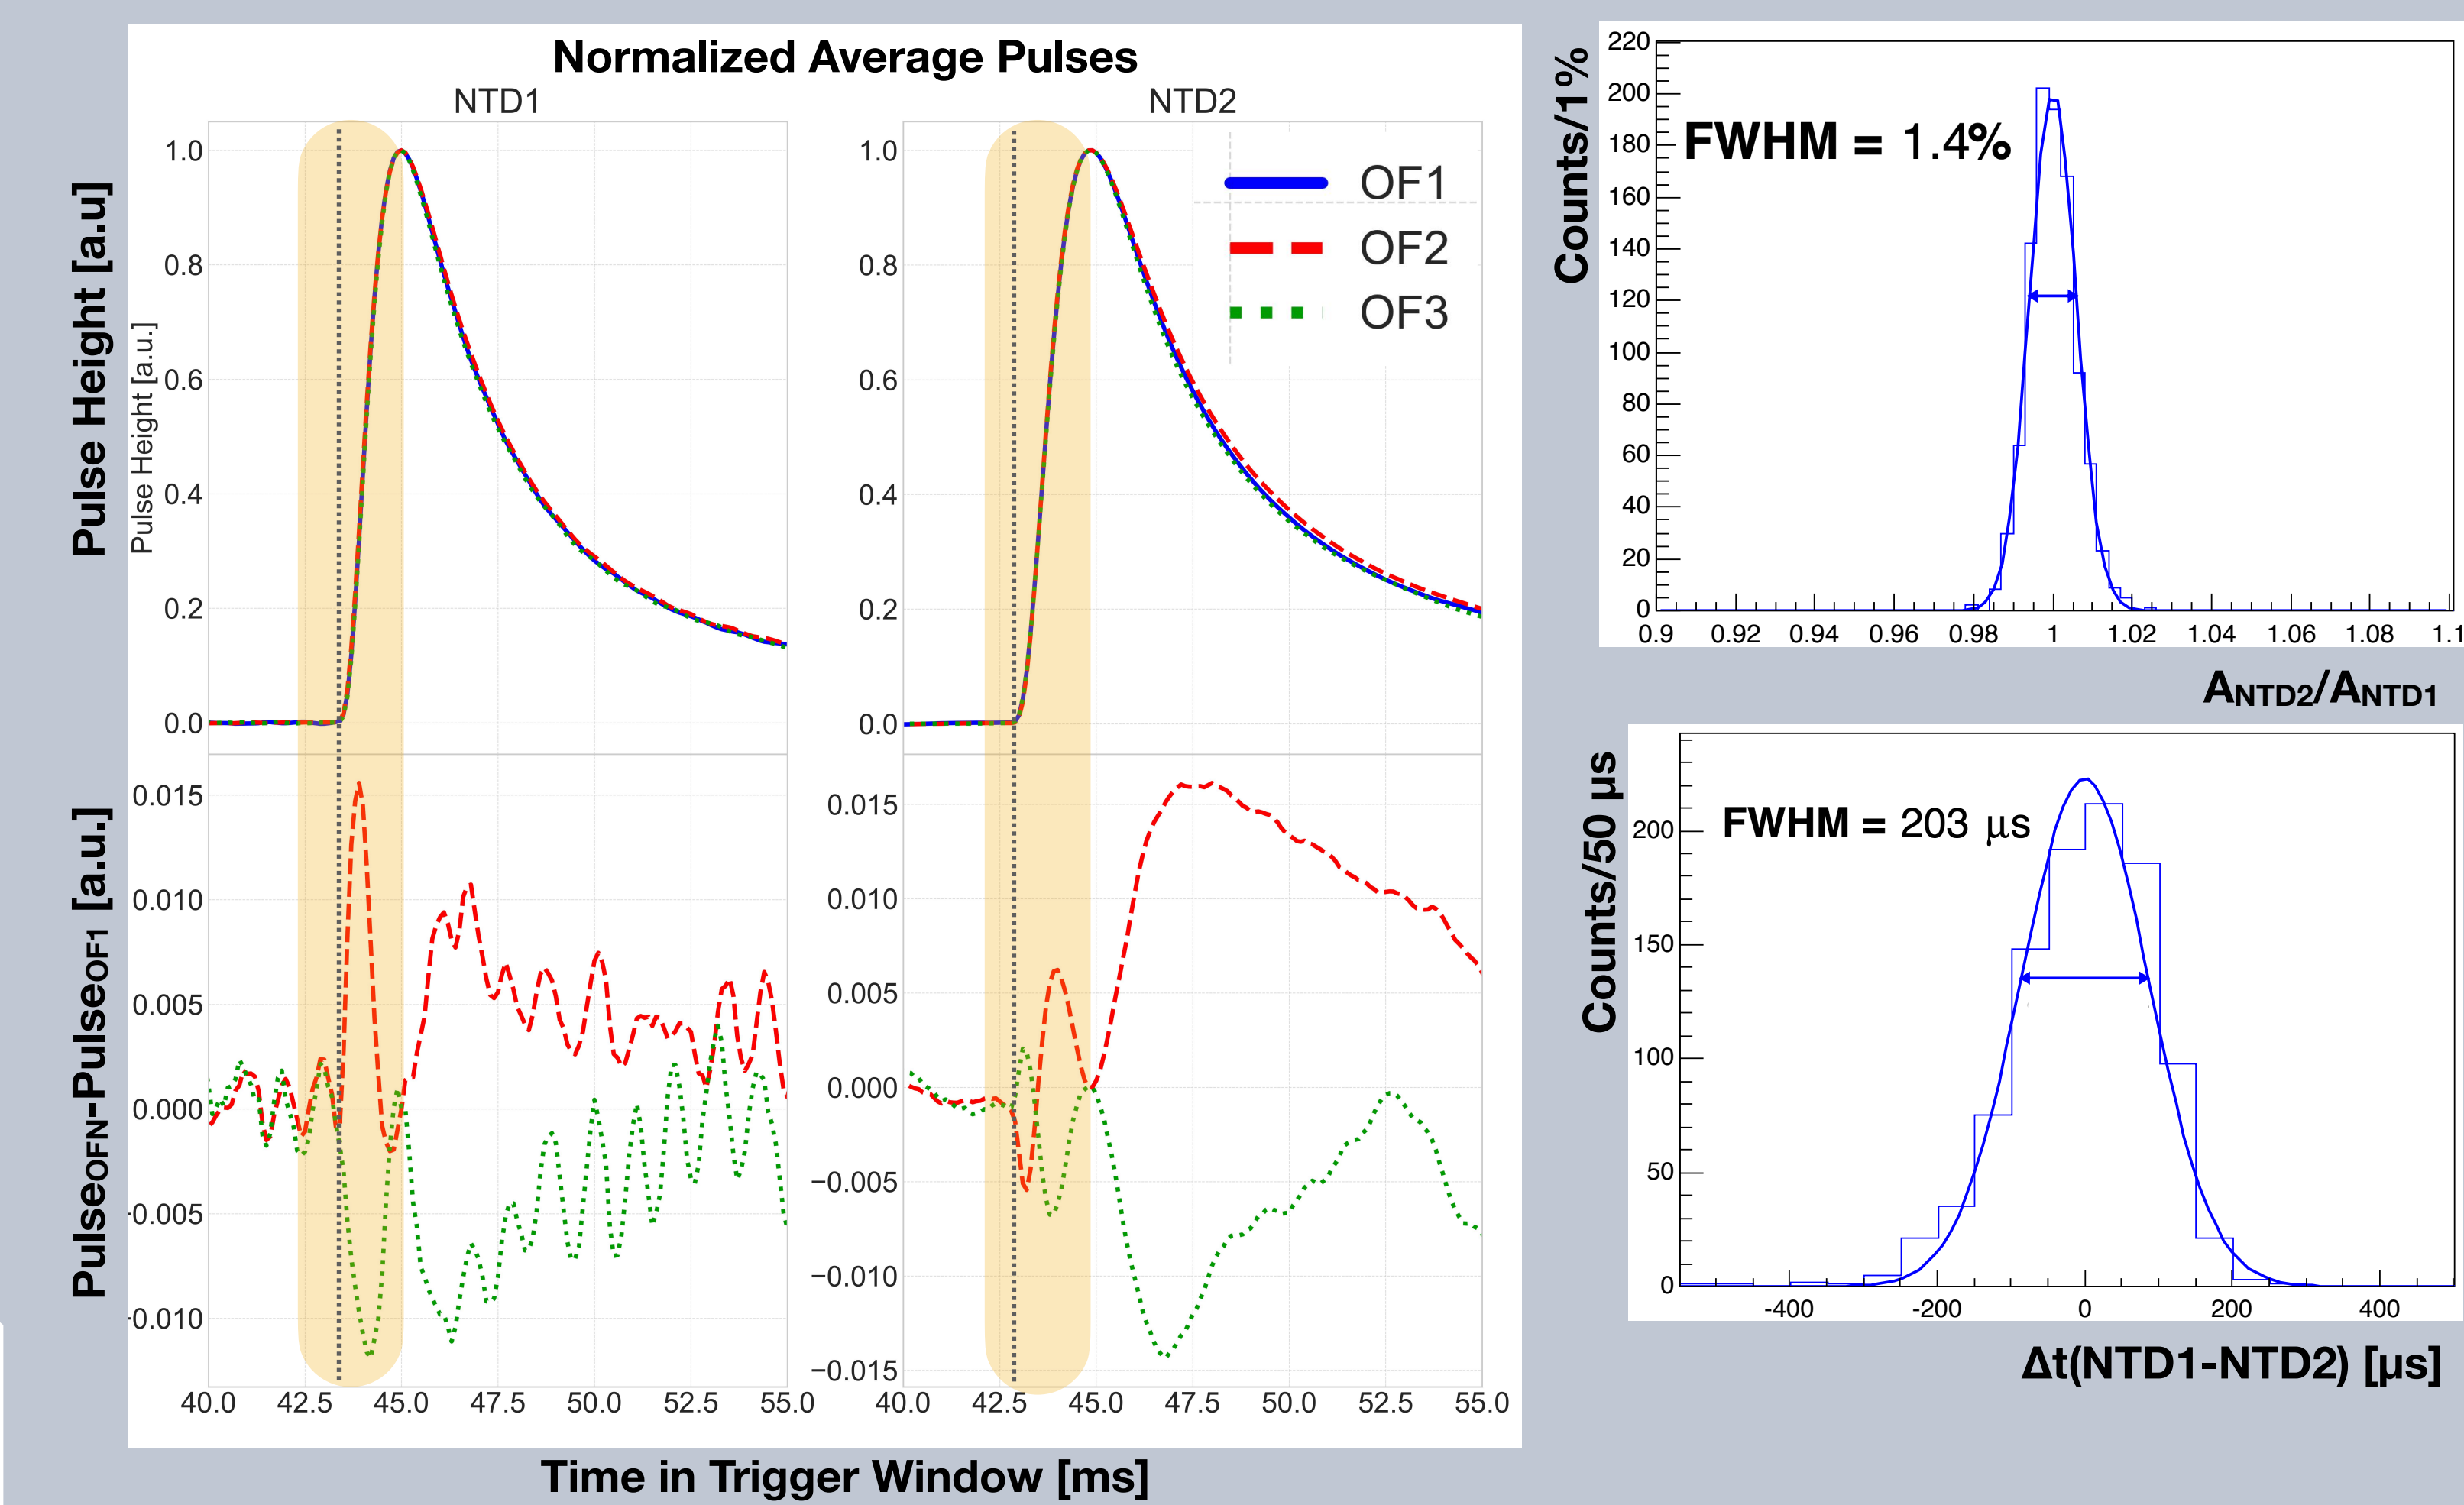 Normalized Average Pulses
NTD1
NTD2
Pulse Height [a.u]
Pulse Height [a.u.]
1.0
0.8
0.6
0.4
0.2
0.0
1.0
0.8
0.6
0.4
0.2
0.0
OF1
OF2
OF3
PulseOFN-PulseOF1 [a.u.]
0.015
0.010
0.005
0.000
-0.005
-0.010
0.015
0.010
0.005
0.000
−0.005
−0.010
−0.015
40.0 42.5 45.0 47.5 50.0 52.5 55.0
40.0 42.5 45.0 47.5 50.0 52.5 55.0
Time in Trigger Window [ms]
Counts/1%
220
200
180
160
140
120
100
80
60
40
20
0
FWHM = 1.4%
0.9 0.92 0.94 0.96 0.98 1 1.02 1.04 1.06 1.08 1.1
ANTD2/ANTD1
Counts/50 μs
200
150
100
50
0
FWHM = 203 μs
-400 -200 0 200 400
Δt(NTD1-NTD2) [μs]